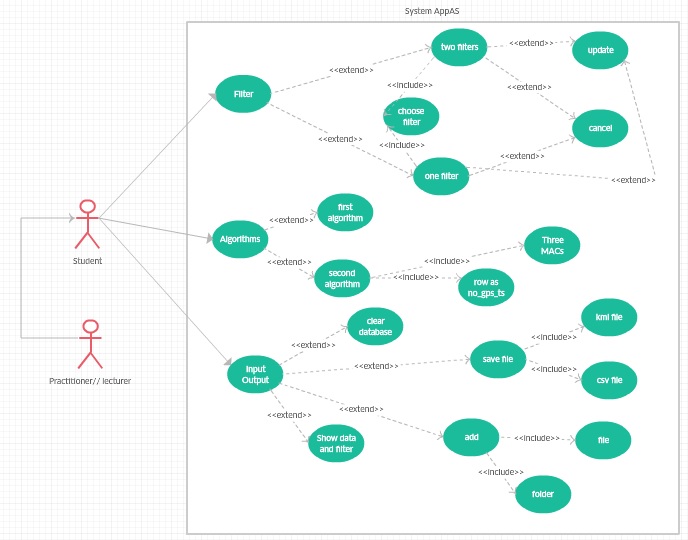 System AppAS
two filters
<<extend>>
update
<<extend>>
<<include>>
<<extend>>
Filter
choose
filter
cancel
<<extend>>
<<include>>
<<extend>>
one filter
<<extend>>
first
algorithm
<<extend>>
Student
Algorithms
Three
MACs
<<extend>>
<<include>>
second
algorithm
<<include>>
row as
no_gps_ts
clear
database
kml file
<<extend>>
<<include>>
save file
Practitioner// lecturer
Input
Output
<<extend>>
<<include>>
csv file
<<extend>>
<<extend>>
Show data
and filter
add
<<include>>
file
<<include>>
folder